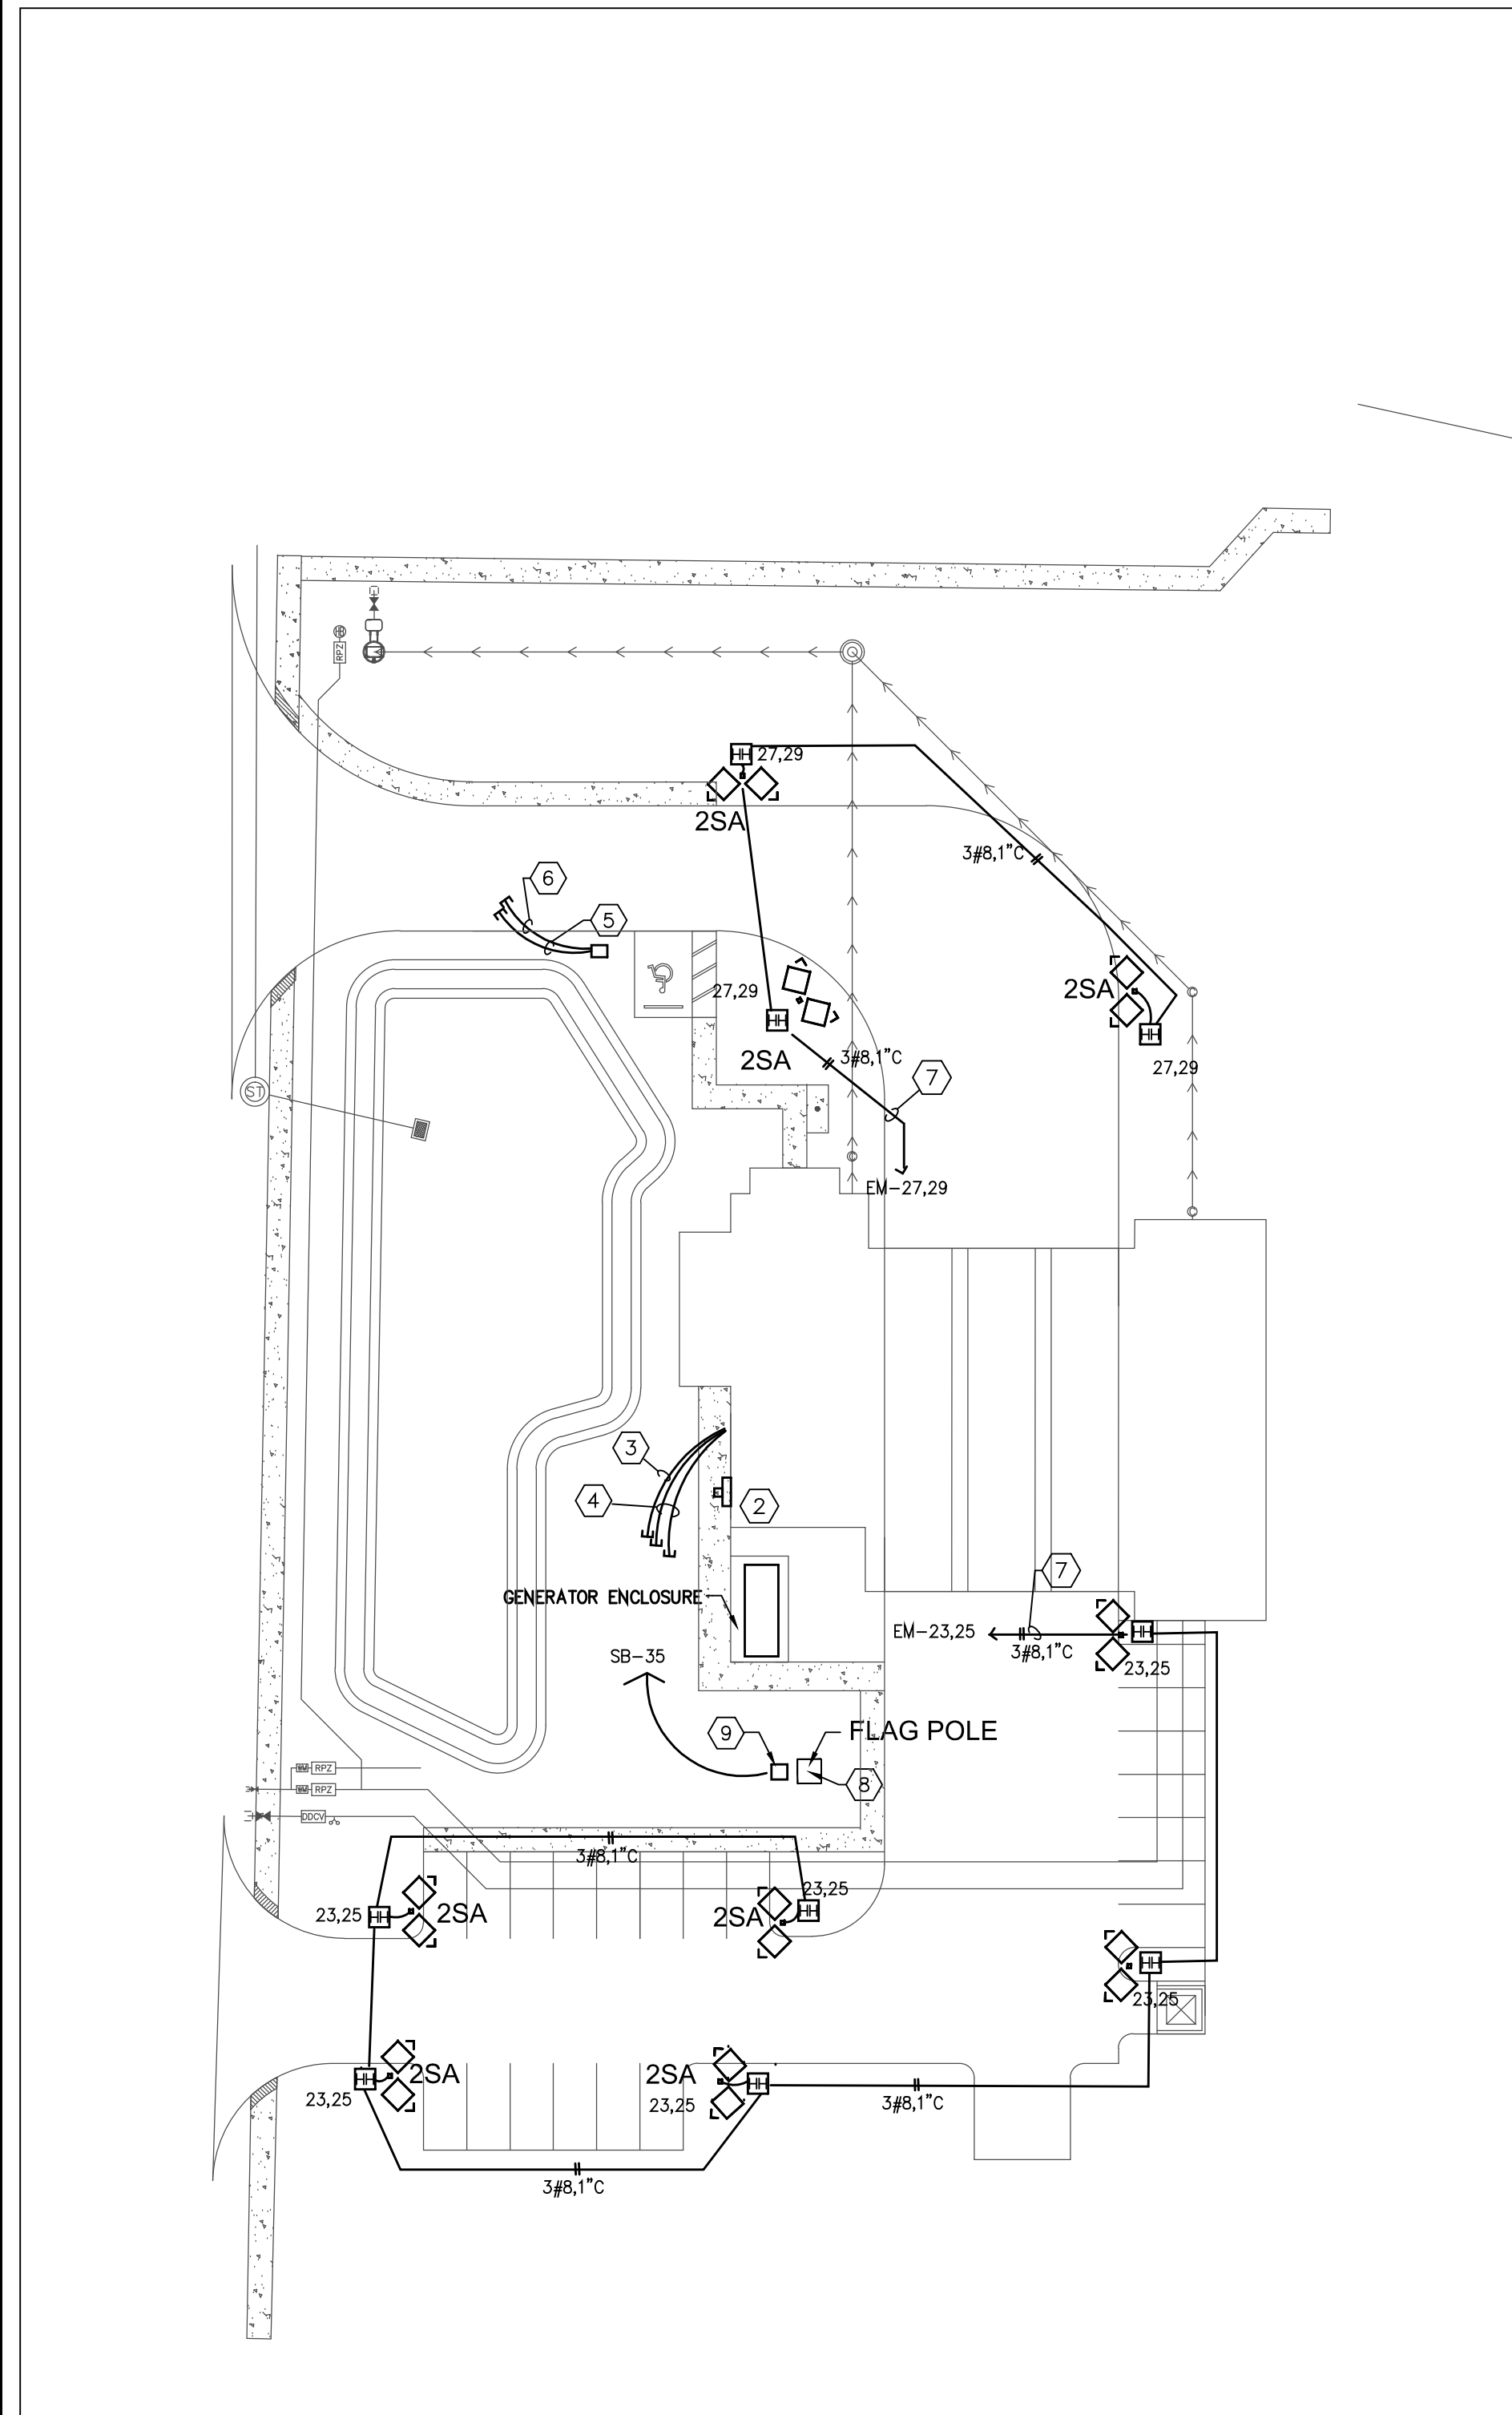 RPZ
27,29
2SA
3#8,1"C
6
5
2SA
27,29
2SA
3#8,1"C
27,29
7
ST
EM-27,29
3
4
2
7
GENERATOR ENCLOSURE
EM-23,25
3#8,1"C
23,25
SB-35
9
FLAG POLE
8
WM
RPZ
WM
RPZ
DDCV
3#8,1"C
23,25
23,25
2SA
2SA
23,25
2SA
2SA
23,25
23,25
3#8,1"C
3#8,1"C